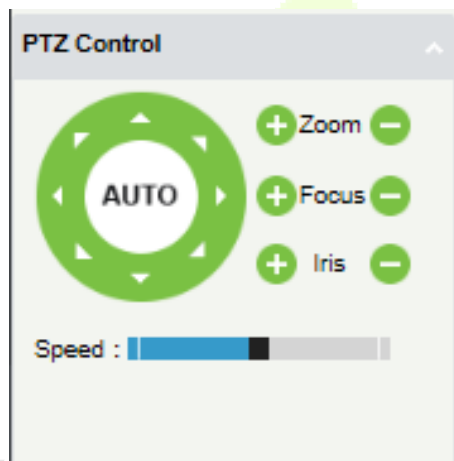 PTZ Control
AUTO
Zoom
Focus
Iris
Speed :